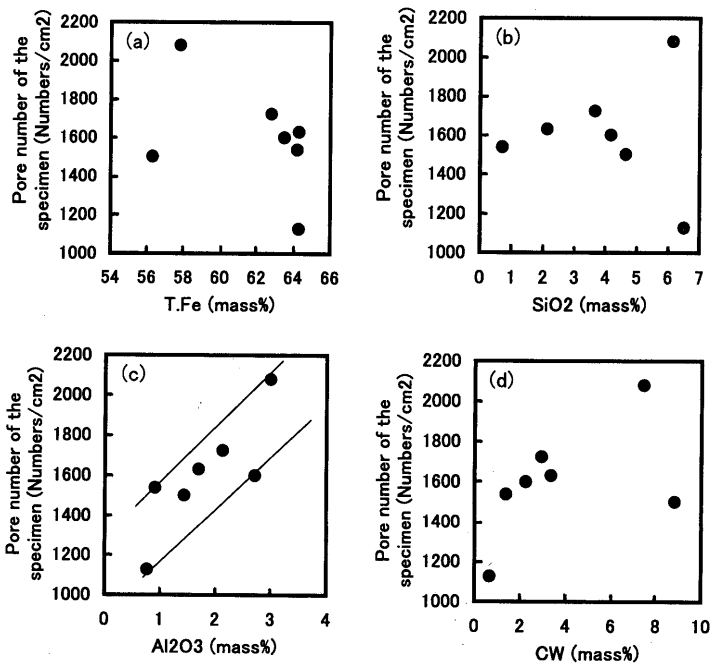 Pore number of the
specimen (Numbers/cm2)
2200
2000
1800
1600
1400
1200
1000
(a)
54 56 58 60 62 64 66
T.Fe (mass%)
Pore number of the
specimen (Numbers/cm2)
2200
2000
1800
1600
1400
1200
1000
(b)
0 1 2 3 4 5 6 7
SiO2 (mass%)
Pore number of the
specimen (Numbers/cm2)
2200
2000
1800
1600
1400
1200
1000
(c)
0 1 2 3 4
Al2O3 (mass%)
Pore number of the
specimen (Numbers/cm2)
2200
2000
1800
1600
1400
1200
1000
(d)
0 2 4 6 8 10
CW (mass%)